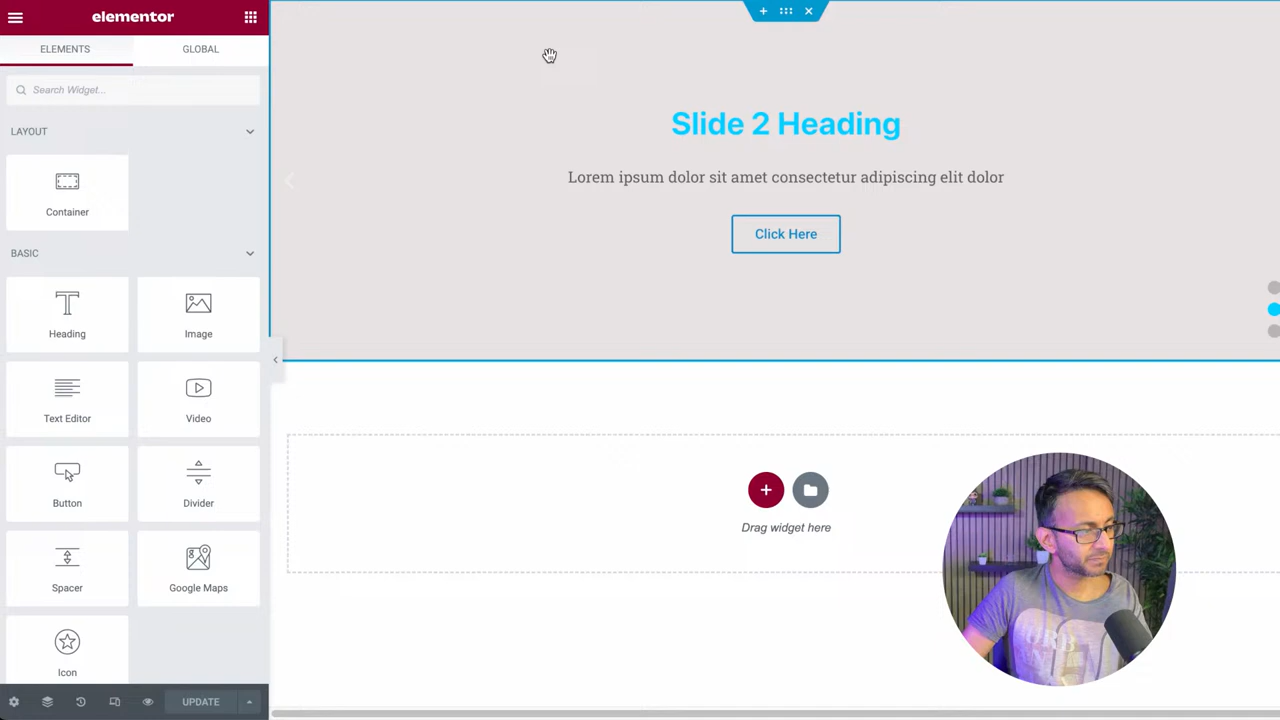 elementor
ELEMENTS
GLOBAL
Search Widget...
LAYOUT
Container
BASIC
Heading
Image
Text Editor
Video
Button
Divider
Spacer
Google Maps
Icon
UPDATE
Slide 2 Heading
Lorem ipsum dolor sit amet consectetur adipiscing elit dolor
Click Here
Drag widget here